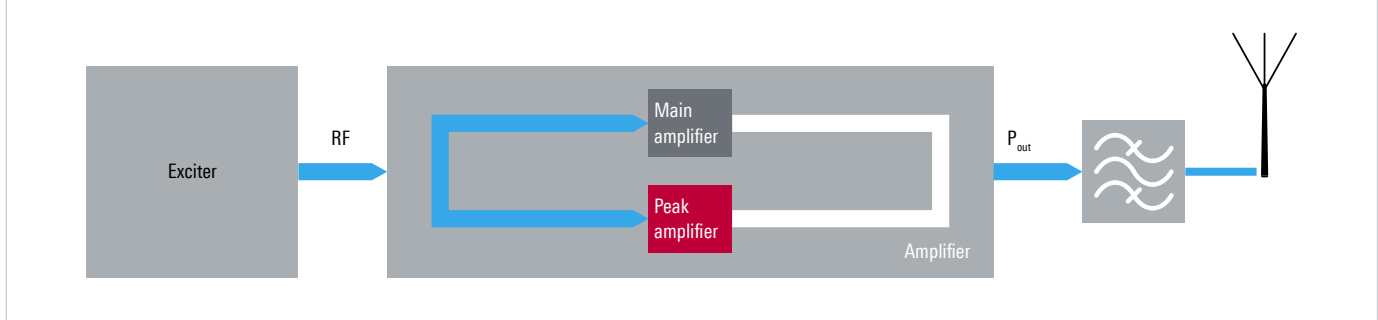 Exciter
RF
Main
amplifier
Peak
amplifier
Amplifier
Pout